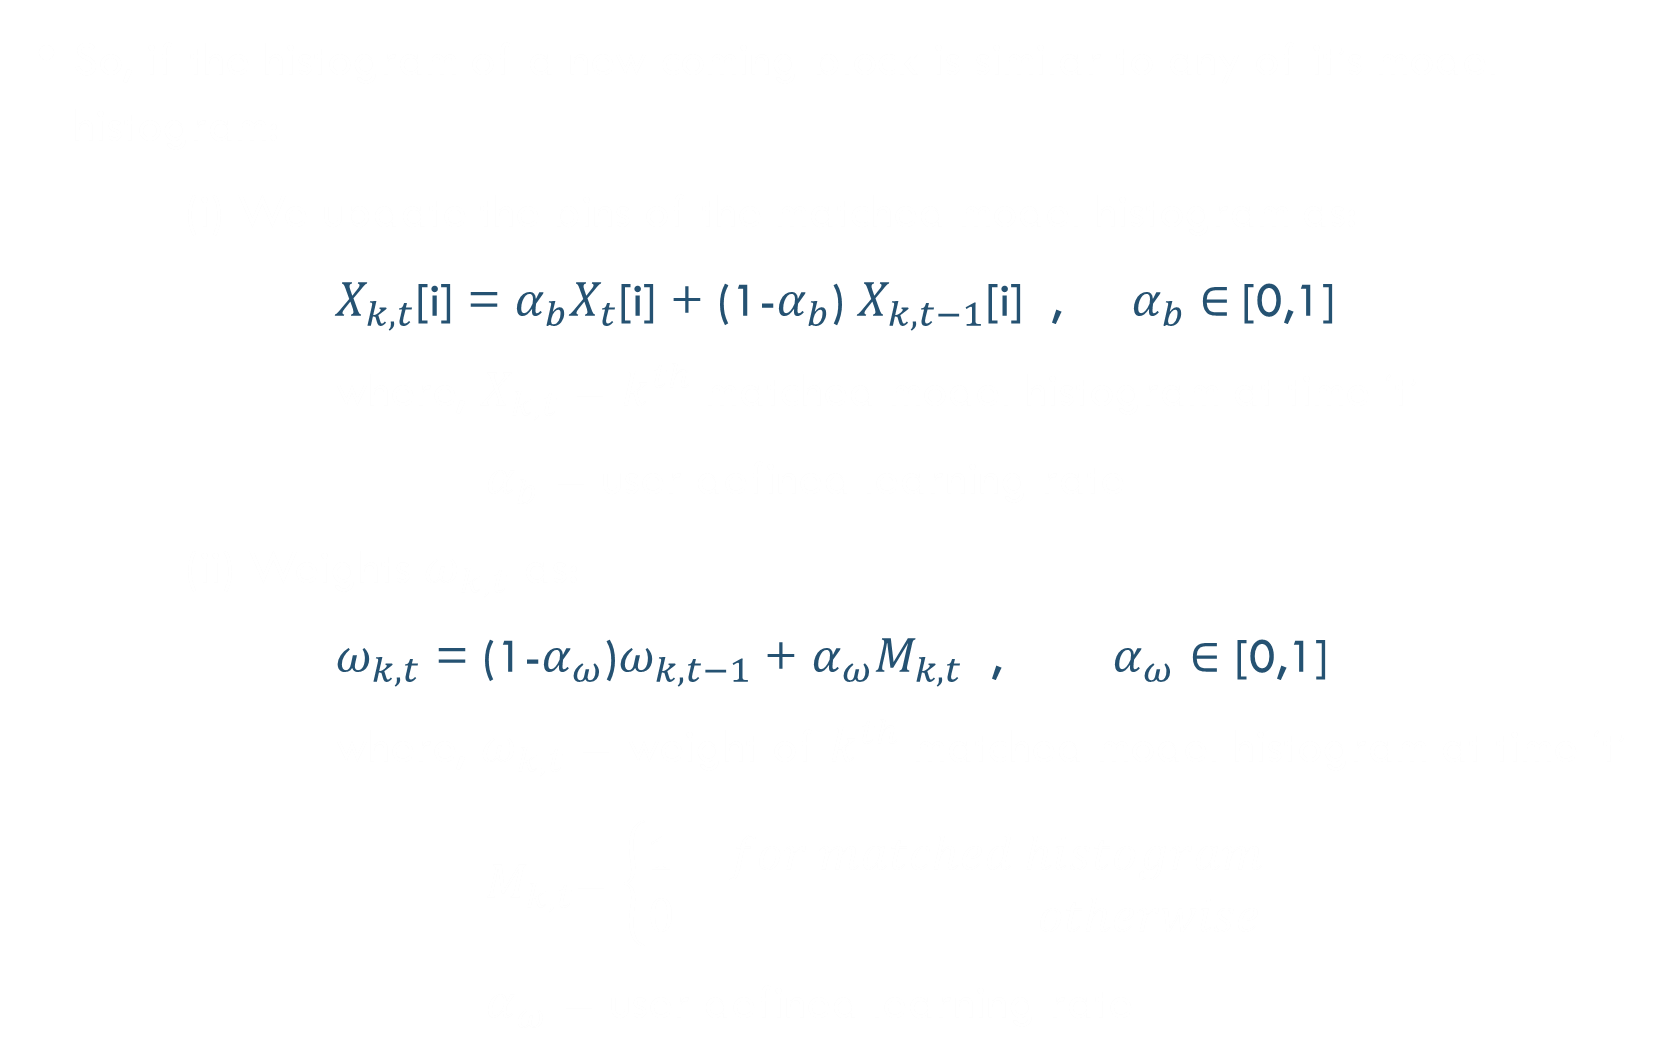 X_{k,t}[i] = α_b X_t[i] + (1-α_b) X_{k,t−1}[i] , α_b ∈ [0,1]
ω_{k,t} = (1-α_ω)ω_{k,t−1} + α_ω M_{k,t} , α_ω ∈ [0,1]